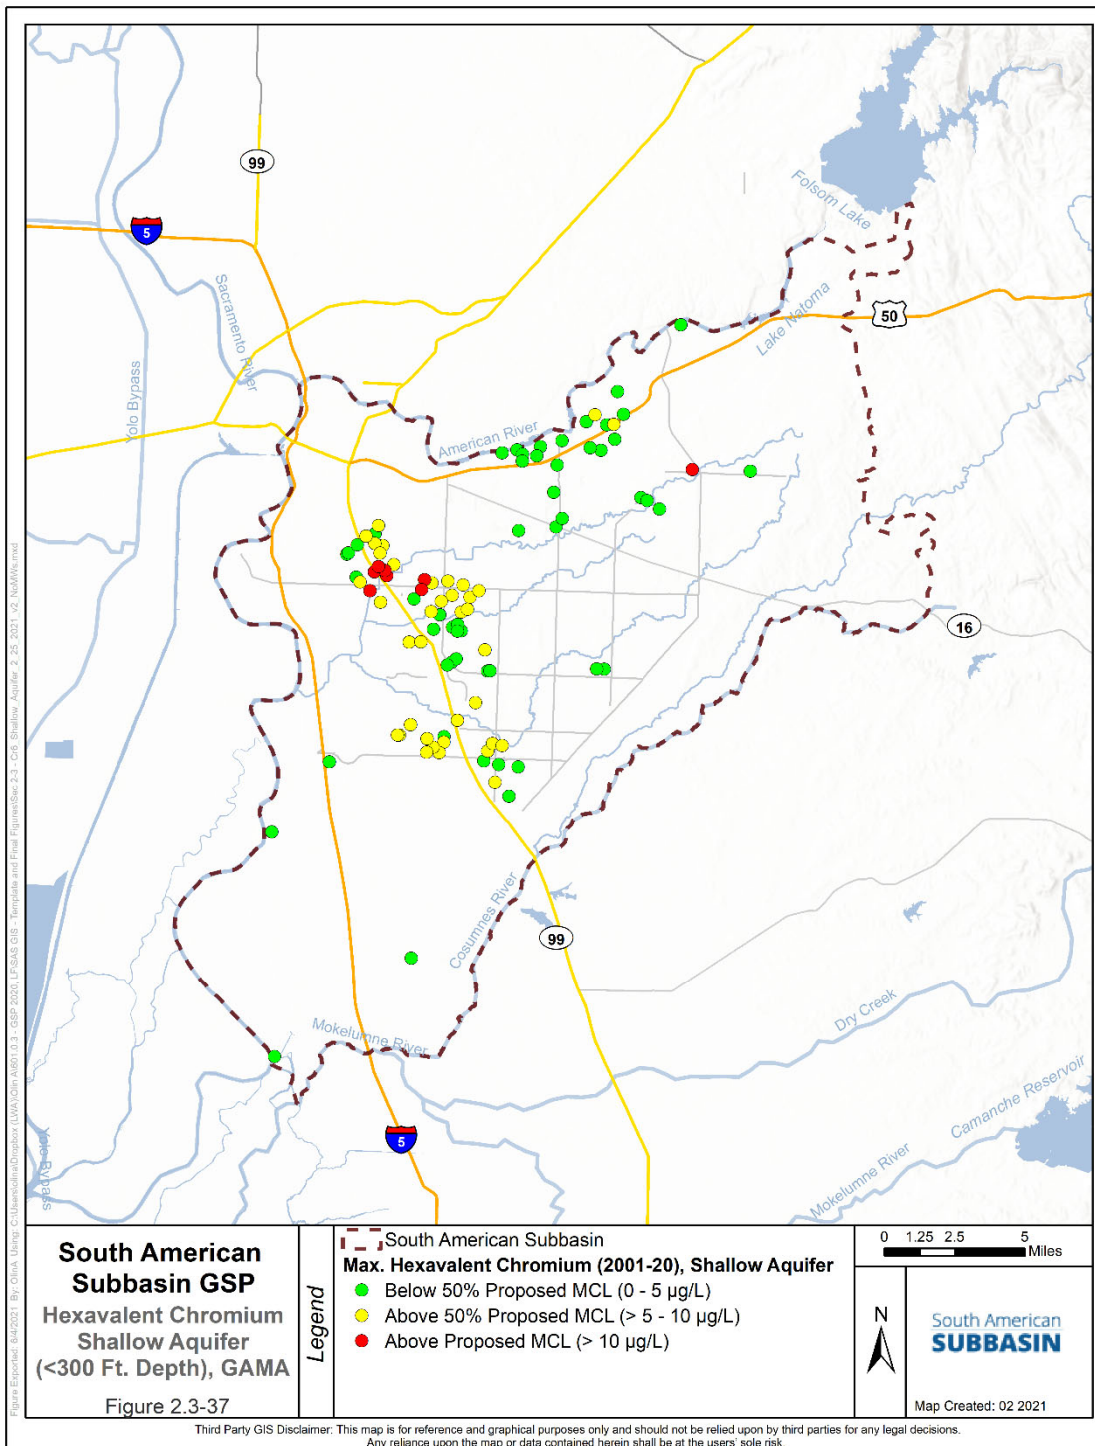 99
5
Folsom Lake
Sacramento River
50
Lake Natoma
Yolo Bypass
American River
16
Cosumnes River
99
Dry Creek
Mokelumne River
Camanche Reservoir
5
Yolo Bypass
Mokelumne River
South American
Subbasin GSP
Hexavalent Chromium
Shallow Aquifer
(<300 Ft. Depth), GAMA
Figure 2.3-37
Legend
South American Subbasin
Max. Hexavalent Chromium (2001-20), Shallow Aquifer
Below 50% Proposed MCL (0 - 5 µg/L)
Above 50% Proposed MCL (> 5 - 10 µg/L)
Above Proposed MCL (> 10 µg/L)
0 1.25 2.5 5
Miles
N
South American
SUBBASIN
Map Created: 02 2021
Third Party GIS Disclaimer: This map is for reference and graphical purposes only and should not be relied upon by third parties for any legal decisions.
Any reliance upon the map or data contained herein shall be at the users' sole risk.